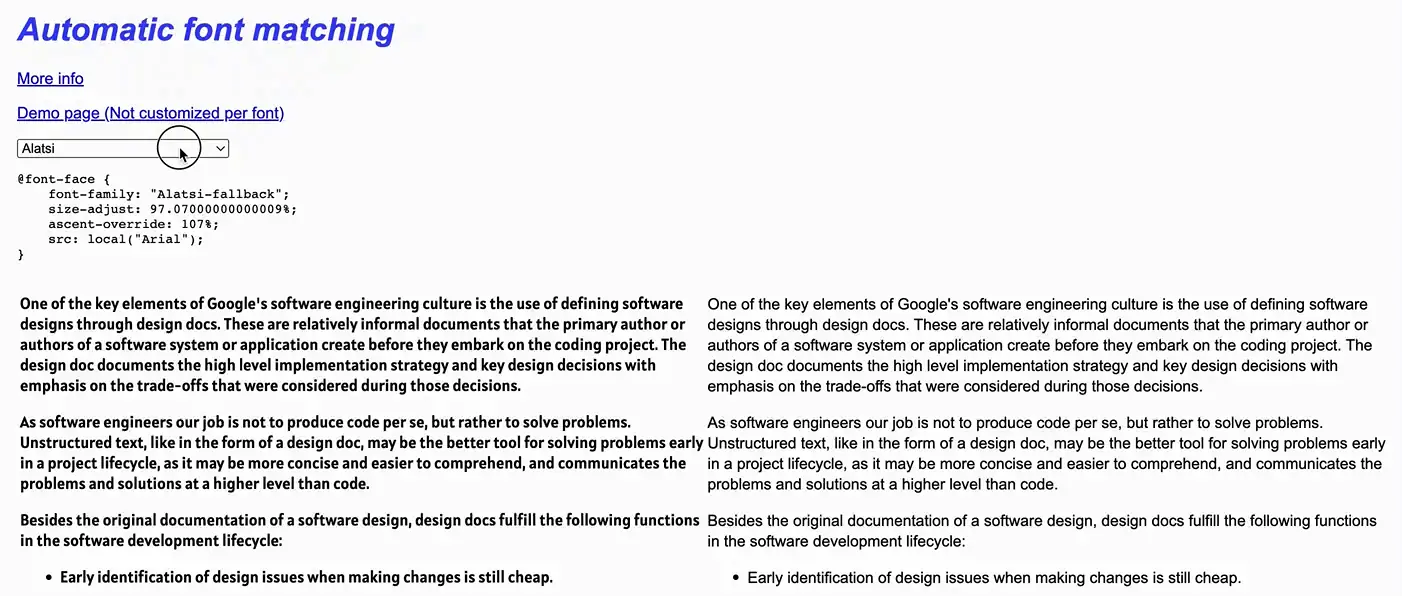 Automatic font matching
More info
Demo page (Not customized per font)
Alatsi
@font-face {
    font-family: "Alatsi-fallback";
    size-adjust: 97.07000000000009%;
    ascent-override: 107%;
    src: local("Arial");
}
One of the key elements of Google's software engineering culture is the use of defining software
designs through design docs. These are relatively informal documents that the primary author or
authors of a software system or application create before they embark on the coding project. The
design doc documents the high level implementation strategy and key design decisions with
emphasis on the trade-offs that were considered during those decisions.
As software engineers our job is not to produce code per se, but rather to solve problems.
Unstructured text, like in the form of a design doc, may be the better tool for solving problems early
in a project lifecycle, as it may be more concise and easier to comprehend, and communicates the
problems and solutions at a higher level than code.
Besides the original documentation of a software design, design docs fulfill the following functions
in the software development lifecycle:
• Early identification of design issues when making changes is still cheap.
One of the key elements of Google's software engineering culture is the use of defining software
designs through design docs. These are relatively informal documents that the primary author or
authors of a software system or application create before they embark on the coding project. The
design doc documents the high level implementation strategy and key design decisions with
emphasis on the trade-offs that were considered during those decisions.
As software engineers our job is not to produce code per se, but rather to solve problems.
Unstructured text, like in the form of a design doc, may be the better tool for solving problems early
in a project lifecycle, as it may be more concise and easier to comprehend, and communicates the
problems and solutions at a higher level than code.
Besides the original documentation of a software design, design docs fulfill the following functions
in the software development lifecycle:
• Early identification of design issues when making changes is still cheap.